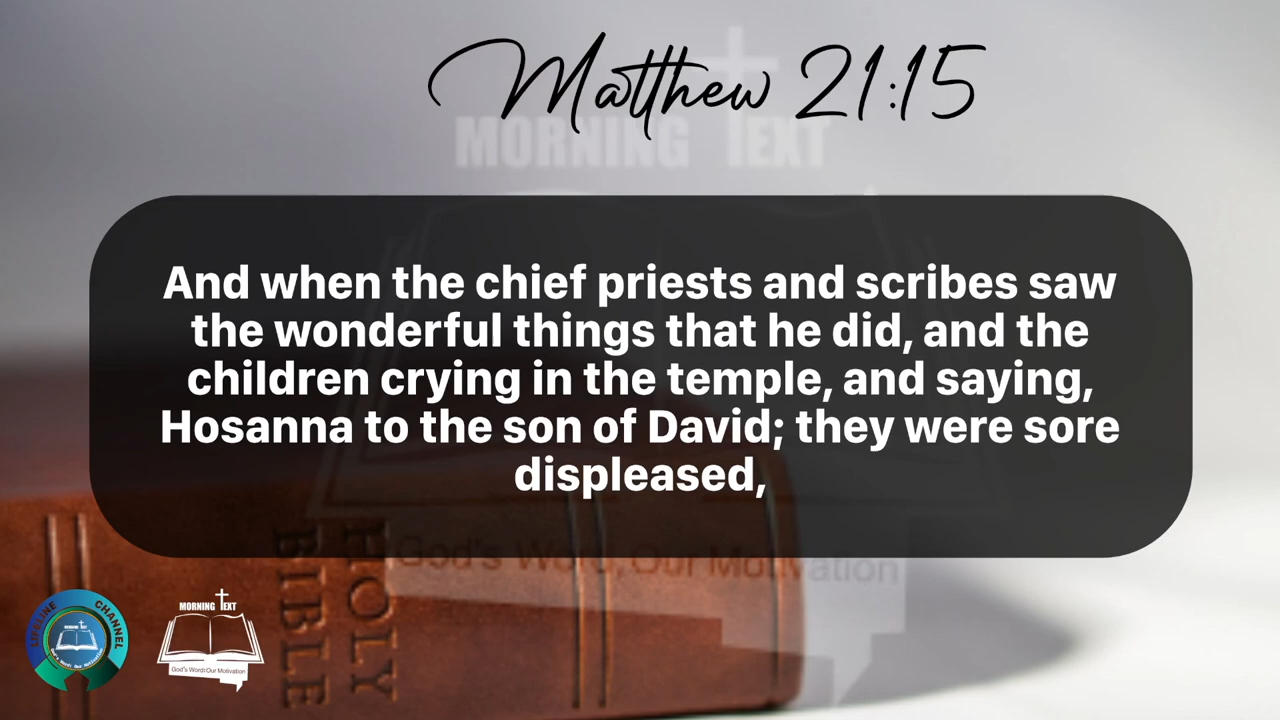 Matthew 21:15
MORNING TEXT
And when the chief priests and scribes saw
the wonderful things that he did, and the
children crying in the temple, and saying,
Hosanna to the son of David; they were sore
displeased,
God's Word, Our Motivation
HOLY
BIBLE
LIFELINE CHANNEL
MORNING TEXT
God's Word: Our Motivation